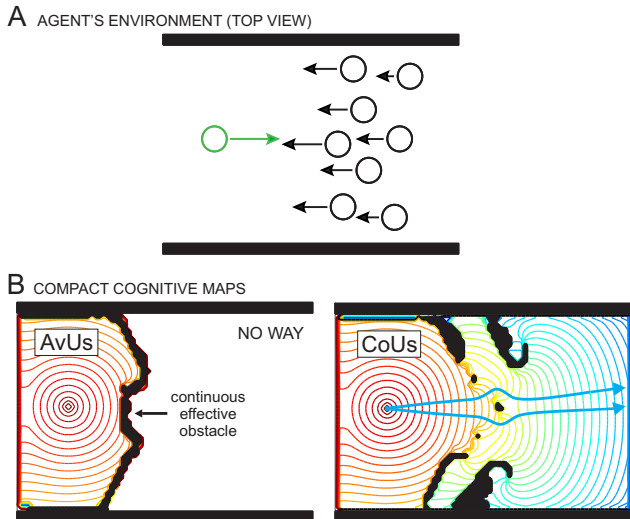 A AGENT'S ENVIRONMENT (TOP VIEW)
B COMPACT COGNITIVE MAPS
AvUs
NO WAY
continuous
effective
obstacle
CoUs